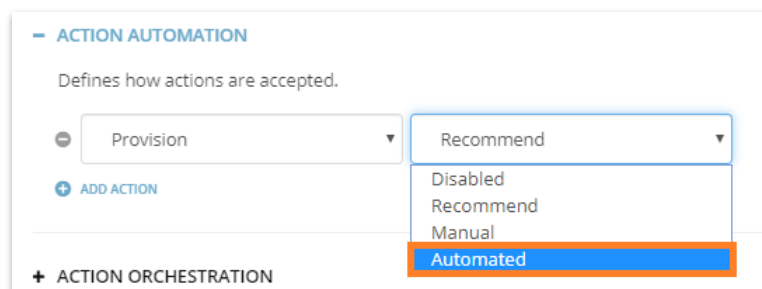 − ACTION AUTOMATION
Defines how actions are accepted.
Provision
Recommend
Disabled
Recommend
Manual
Automated
ADD ACTION
+ ACTION ORCHESTRATION